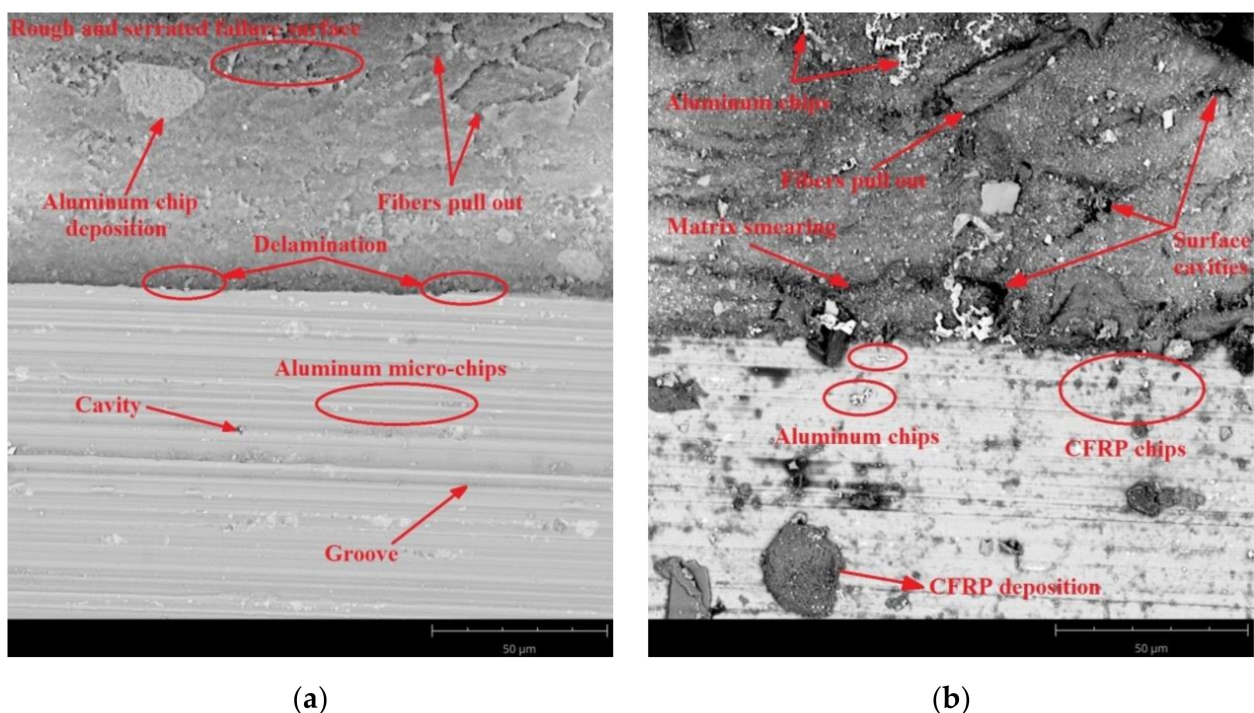 Rough and serrated failure surface
Aluminum chip
deposition
Fibers pull out
Delamination
Aluminum micro-chips
Cavity
Groove
50 µm
(a)
Aluminum chips
Fibers pull out
Matrix smearing
Surface
cavities
Aluminum chips
CFRP chips
CFRP deposition
50 µm
(b)